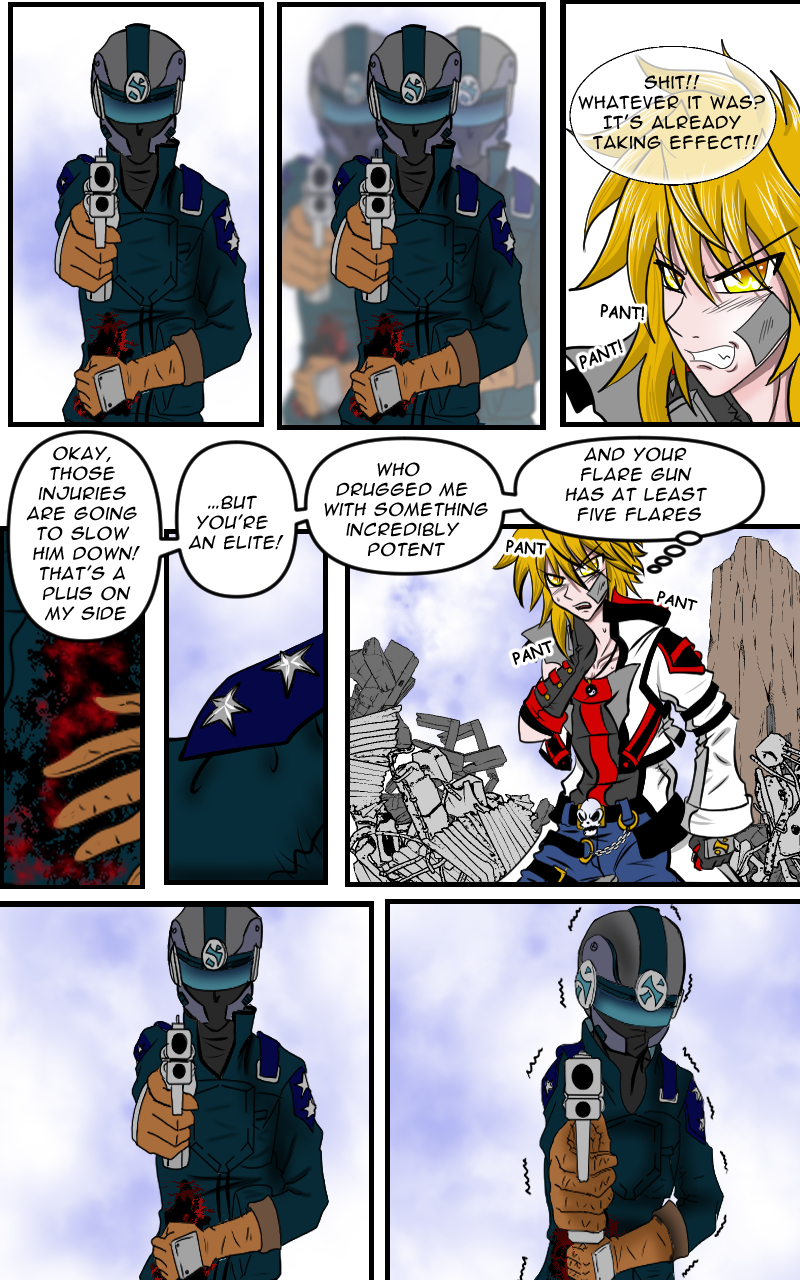 SHIT!!
WHATEVER IT WAS?
IT'S ALREADY
TAKING EFFECT!!
PANT!
PANT!
OKAY,
THOSE
INJURIES
ARE GOING
TO SLOW
HIM DOWN!
THAT'S A
PLUS ON
MY SIDE
...BUT
YOU'RE
AN ELITE!
WHO
DRUGGED ME
WITH SOMETHING
INCREDIBLY
POTENT
AND YOUR
FLARE GUN
HAS AT LEAST
FIVE FLARES
PANT
PANT
PANT